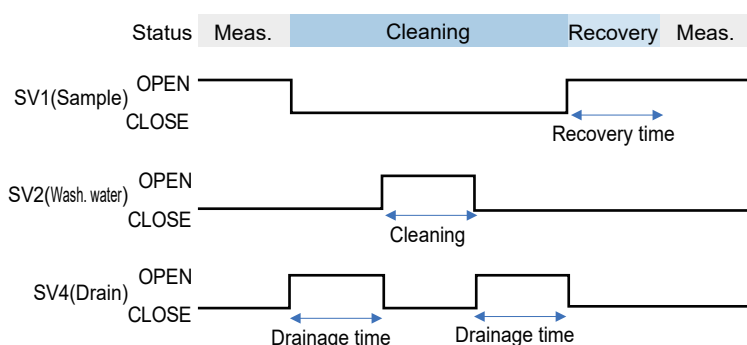 Status Meas. Cleaning Recovery Meas.
SV1(Sample) OPEN
CLOSE
Recovery time
SV2(Wash. water) OPEN
CLOSE
Cleaning
SV4(Drain) OPEN
CLOSE
Drainage time Drainage time